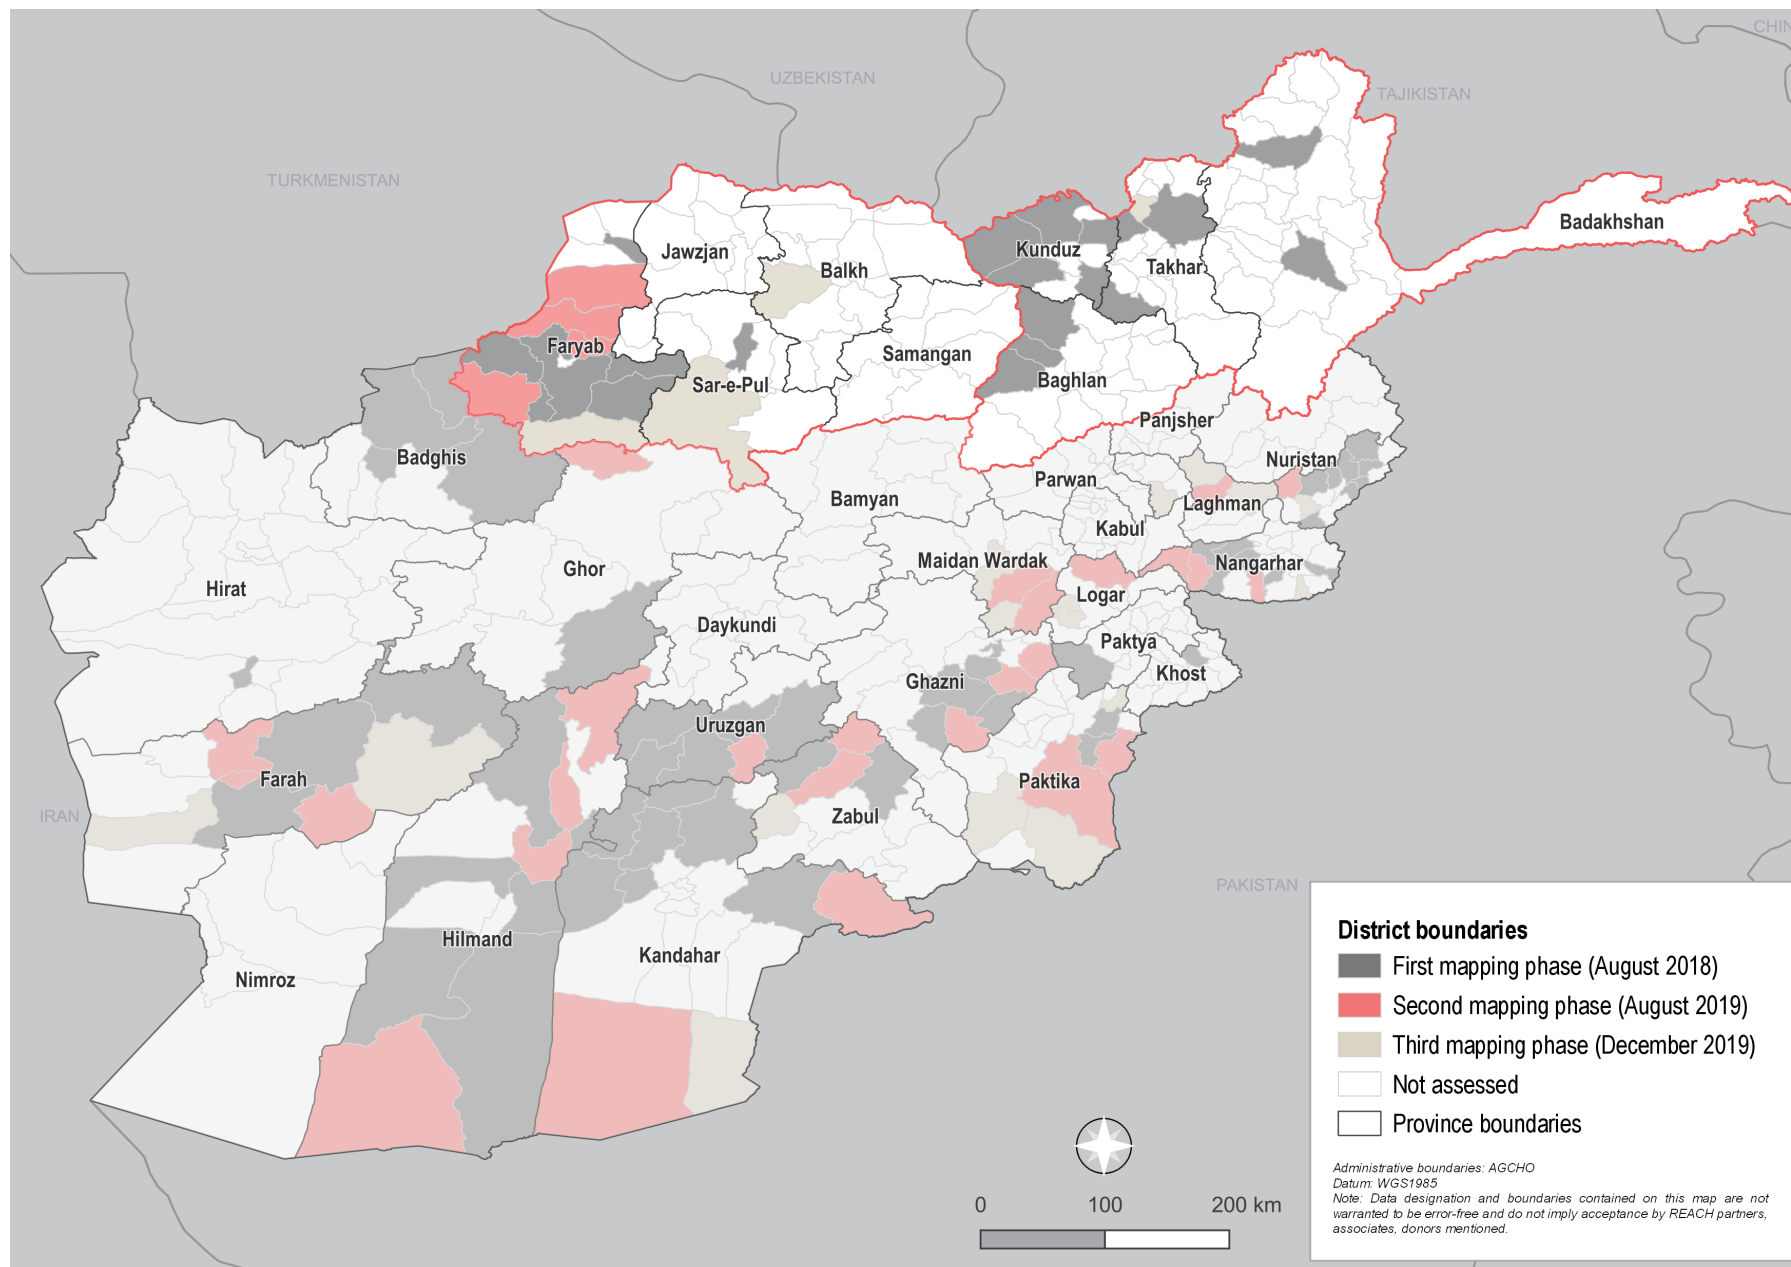 CHIN
UZBEKISTAN
TAJIKISTAN
TURKMENISTAN
Badakhshan
Jawzjan
Kunduz
Balkh
Takhar
Faryab
Samangan
Sar-e-Pul
Baghlan
Panjsher
Badghis
Nuristan
Parwan
Bamyan
Laghman
Kabul
Maidan Wardak
Ghor
Nangarhar
Hirat
Logar
Daykundi
Paktya
Ghazni
Khost
Uruzgan
Farah
Paktika
IRAN
Zabul
PAKISTAN
Hilmand
Kandahar
Nimroz
District boundaries
First mapping phase (August 2018)
Second mapping phase (August 2019)
Third mapping phase (December 2019)
Not assessed
Province boundaries
Administrative boundaries: AGCHO
Datum: WGS1985
Note: Data designation and boundaries contained on this map are not
warranted to be error-free and do not imply acceptance by REACH partners,
associates, donors mentioned.
0 100 200 km